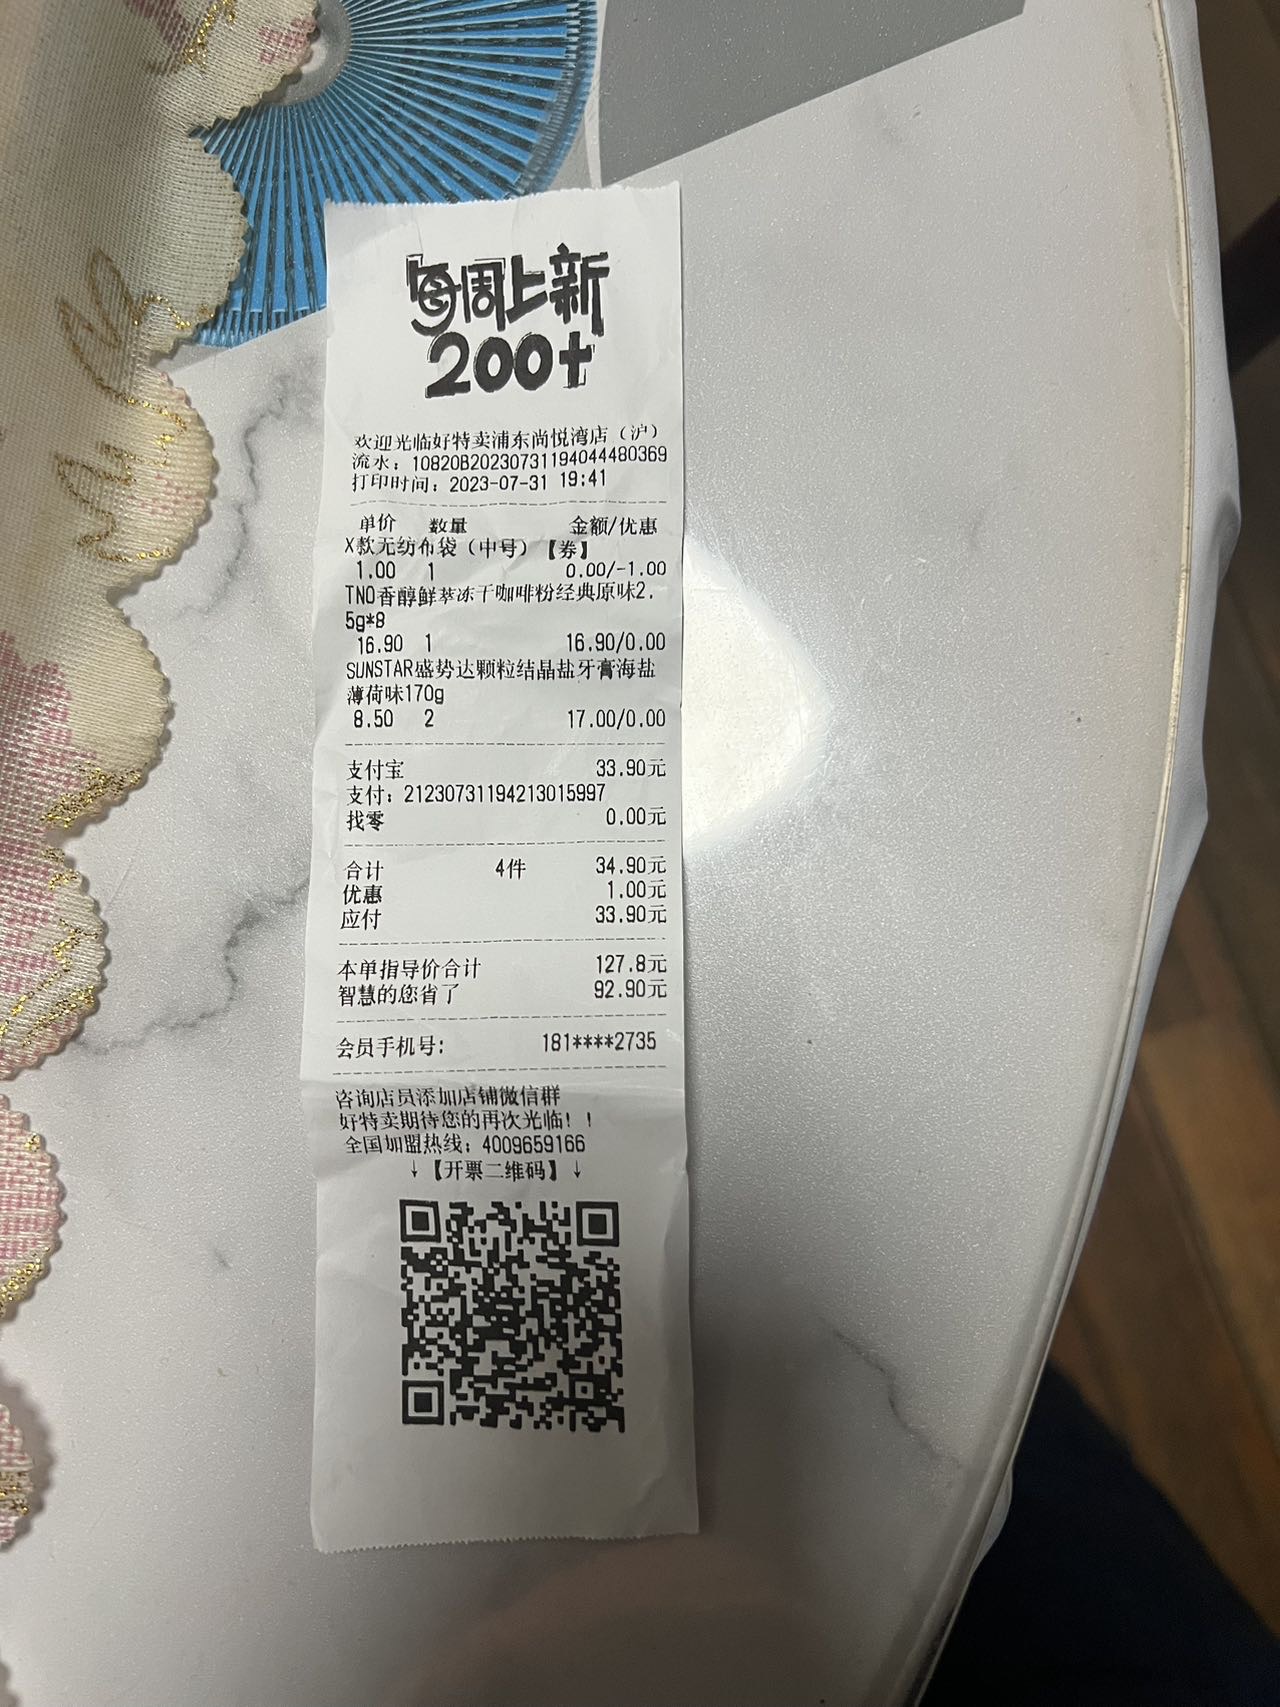 每周上新
200+
欢迎光临好特卖浦东尚悦湾店（沪）
流水：10820B20230731194044480369
打印时间：2023-07-31 19:41
单价 数量 金额/优惠
X款无纺布袋（中号）【券】
1.00 1 0.00/-1.00
TNO香醇鲜萃冻干咖啡粉经典原味2.
5g*8
16.90 1 16.90/0.00
SUNSTAR盛势达颗粒结晶盐牙膏海盐
薄荷味170g
8.50 2 17.00/0.00
支付宝 33.90元
支付：21230731194213015997
找零 0.00元
合计 4件 34.90元
优惠 1.00元
应付 33.90元
本单指导价合计 127.8元
智慧的您省了 92.90元
会员手机号: 181****2735
咨询店员添加店铺微信群
好特卖期待您的再次光临！！
全国加盟热线：4009659166
↓【开票二维码】↓